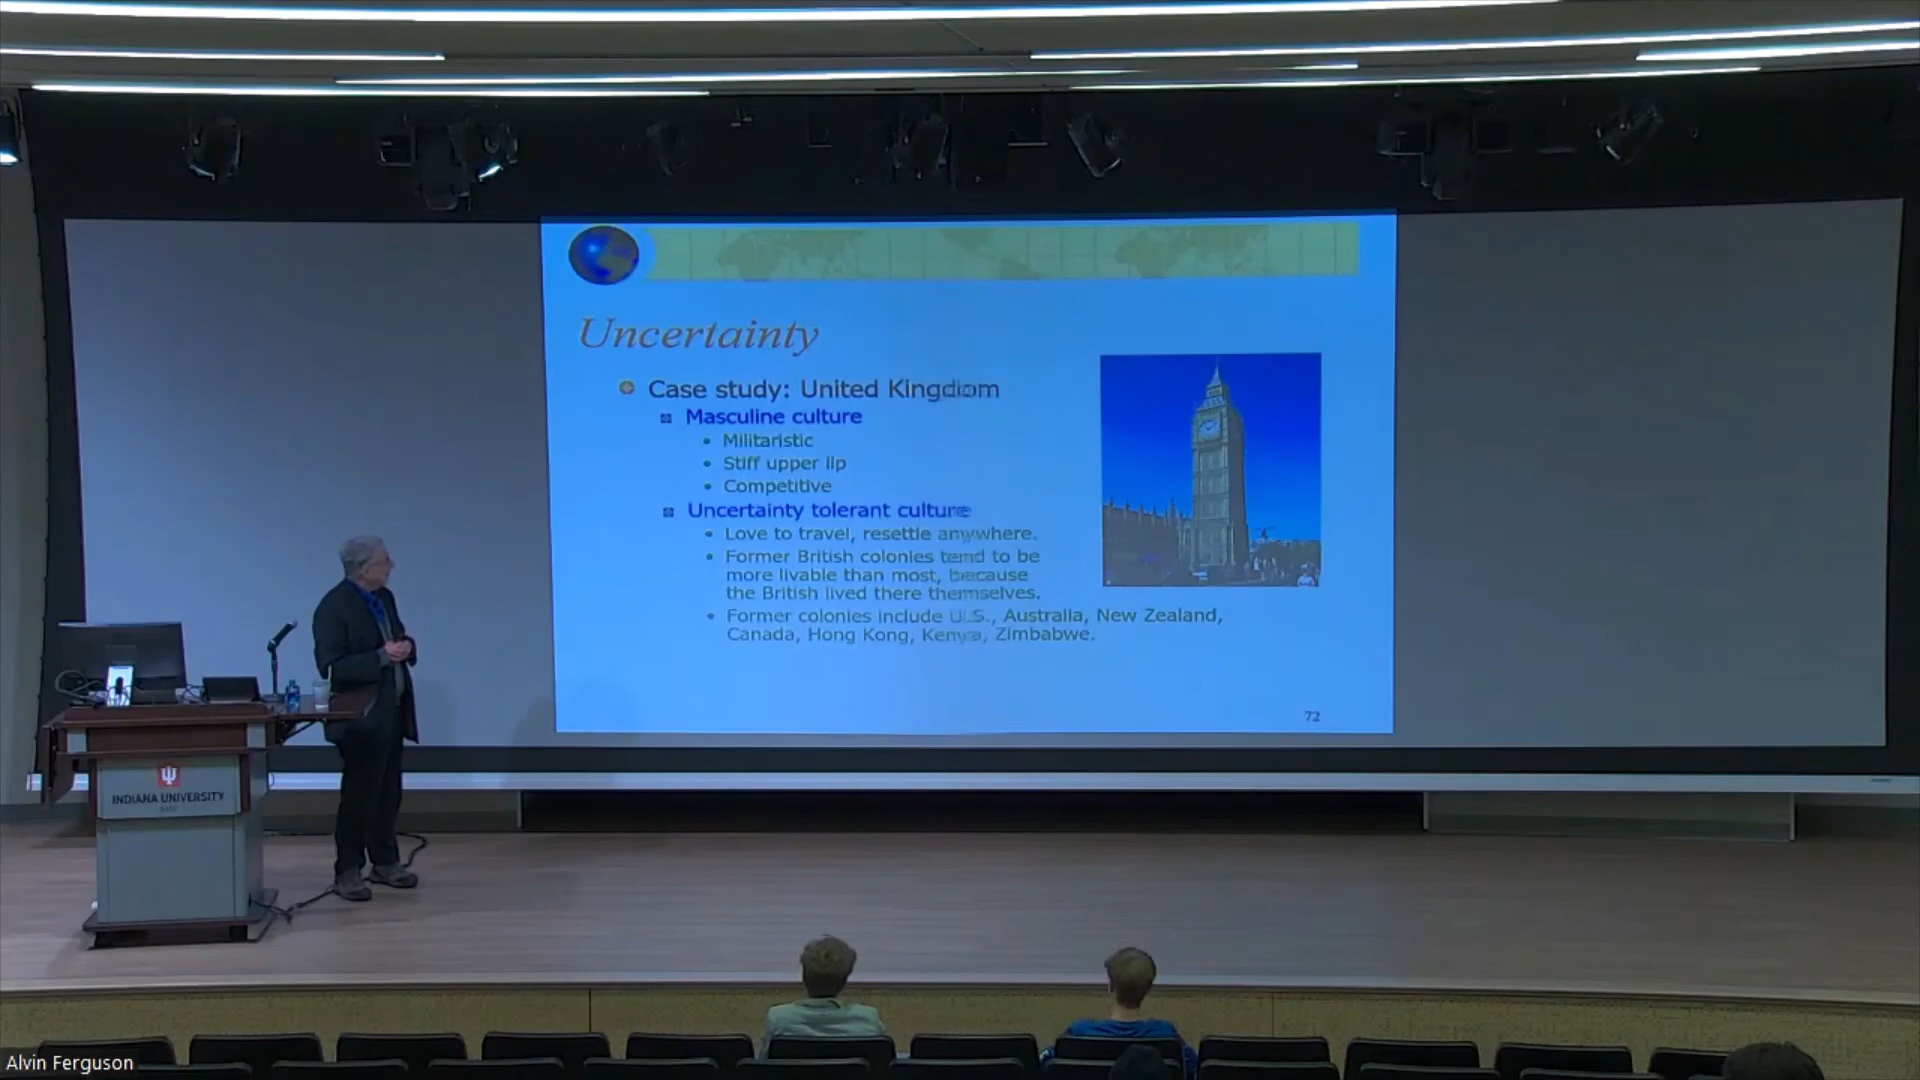 Uncertainty
Case study: United Kingdom
Masculine culture
Militaristic
Stiff upper lip
Competitive
Uncertainty tolerant culture
Love to travel, resettle anywhere.
Former British colonies tend to be
more livable than most, because
the British lived there themselves.
Former colonies include U.S., Australia, New Zealand,
Canada, Hong Kong, Kenya, Zimbabwe.
72
INDIANA UNIVERSITY
Alvin Ferguson